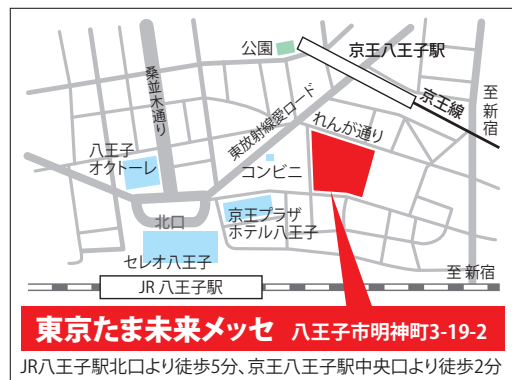 公園
京王八王子駅
京王線
至新宿
桑並木通り
東放射線愛ロード
れんが通り
八王子
オクトーレ
コンビニ
北口
京王プラザ
ホテル八王子
セレオ八王子
至新宿
JR 八王子駅
東京たま未来メッセ 八王子市明神町3-19-2
JR八王子駅北口より徒歩5分、京王八王子駅中央口より徒歩2分